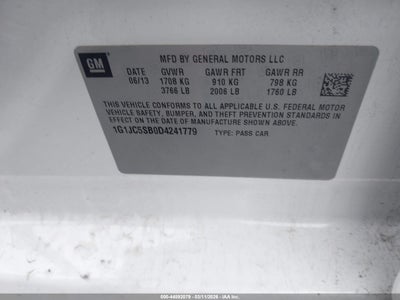 GM
MFD BY GENERAL MOTORS LLC
DATE GVWR GAWR FRT GAWR RR
06/13 1708 KG 910 KG 798 KG
3766 LB 2006 LB 1760 LB
THIS VEHICLE CONFORMS TO ALL APPLICABLE U.S. FEDERAL MOTOR
VEHICLE SAFETY, BUMPER, AND THEFT PREVENTION STANDARDS
IN EFFECT ON THE DATE OF MANUFACTURE SHOWN ABOVE.
1G1JC5SB0D4241779 TYPE: PASS CAR